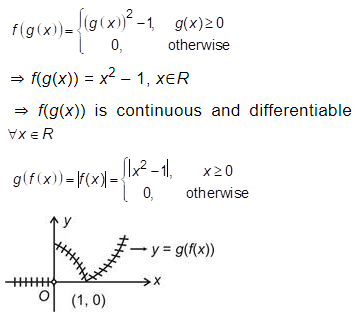 f(g(x))={(g(x))²−1, g(x)≥0
0, otherwise
⇒ f(g(x)) = x² – 1, x∈R
⇒ f(g(x)) is continuous and differentiable
∀x∈R
g(f(x))=|f(x)|={|x²−1|, x≥0
0, otherwise
y
y = g(f(x))
x
O
(1, 0)